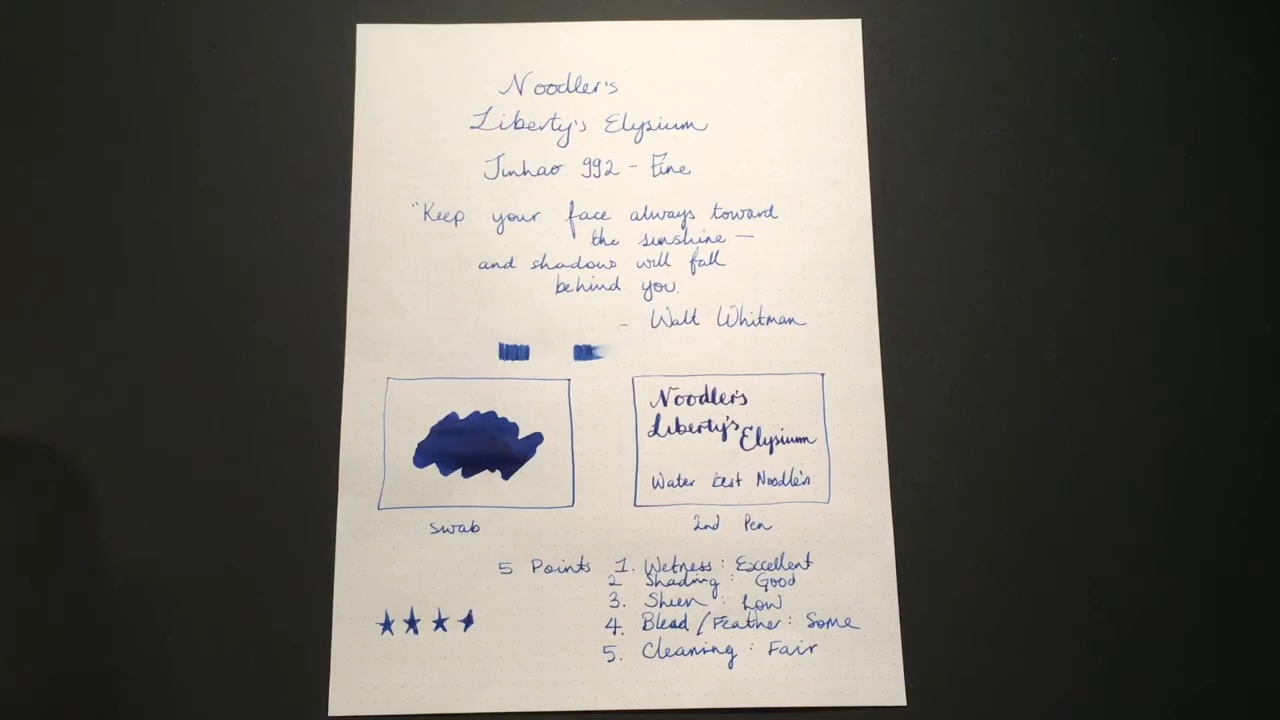 Noodler's
Liberty's Elysium
Jinhao 992 - Fine
"Keep your face always toward
the sunshine —
and shadows will fall
behind you.
- Walt Whitman
Noodler's
Liberty's Elysium
Water test Noodler's
Swab
2nd Pen
5 Points 1. Wetness: Excellent
2 Shading: Good
3. Sheen: Low
4. Bleed/Feather: Some
5. Cleaning: Fair